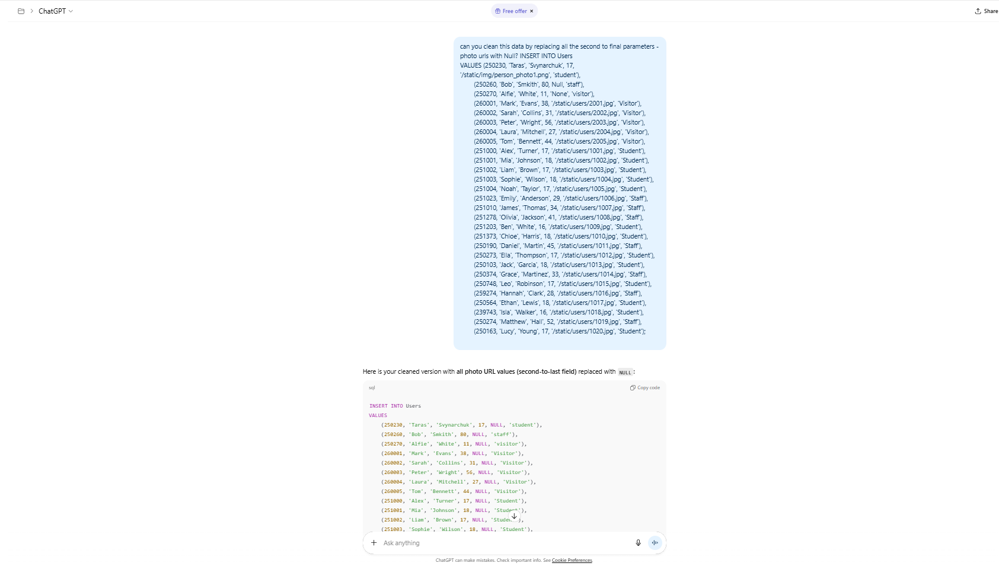 ChatGPT
Free offer ×
Share
can you clean this data by replacing all the second to final parameters -
photo urls with Null? INSERT INTO Users
VALUES (250230, 'Taras', 'Svynarchuk', 17,
'/static/img/person_photo1.png', 'student'),
(250260, 'Bob', 'Smkith', 80, Null, 'staff'),
(250270, 'Alfie', 'White', 11, 'None', 'visitor'),
(260001, 'Mark', 'Evans', 38, '/static/users/2001.jpg', 'Visitor'),
(260002, 'Sarah', 'Collins', 31, '/static/users/2002.jpg', 'Visitor'),
(260003, 'Peter', 'Wright', 56, '/static/users/2003.jpg', 'Visitor'),
(260004, 'Laura', 'Mitchell', 27, '/static/users/2004.jpg', 'Visitor'),
(260005, 'Tom', 'Bennett', 44, '/static/users/2005.jpg', 'Visitor'),
(251000, 'Alex', 'Turner', 17, '/static/users/1001.jpg', 'Student'),
(251001, 'Mia', 'Johnson', 18, '/static/users/1002.jpg', 'Student'),
(251002, 'Liam', 'Brown', 17, '/static/users/1003.jpg', 'Student'),
(251003, 'Sophie', 'Wilson', 18, '/static/users/1004.jpg', 'Student'),
(251004, 'Noah', 'Taylor', 17, '/static/users/1005.jpg', 'Student'),
(251023, 'Emily', 'Anderson', 29, '/static/users/1006.jpg', 'Staff'),
(251010, 'James', 'Thomas', 34, '/static/users/1007.jpg', 'Staff'),
(251278, 'Olivia', 'Jackson', 41, '/static/users/1008.jpg', 'Staff'),
(251203, 'Ben', 'White', 16, '/static/users/1009.jpg', 'Student'),
(251373, 'Chloe', 'Harris', 18, '/static/users/1010.jpg', 'Student'),
(250190, 'Daniel', 'Martin', 45, '/static/users/1011.jpg', 'Staff'),
(250273, 'Ella', 'Thompson', 17, '/static/users/1012.jpg', 'Student'),
(250103, 'Jack', 'Garcia', 18, '/static/users/1013.jpg', 'Student'),
(250374, 'Grace', 'Martinez', 33, '/static/users/1014.jpg', 'Staff'),
(250748, 'Leo', 'Robinson', 17, '/static/users/1015.jpg', 'Student'),
(259274, 'Hannah', 'Clark', 28, '/static/users/1016.jpg', 'Staff'),
(250564, 'Ethan', 'Lewis', 18, '/static/users/1017.jpg', 'Student'),
(239743, 'Isla', 'Walker', 16, '/static/users/1018.jpg', 'Student'),
(250274, 'Matthew', 'Hall', 52, '/static/users/1019.jpg', 'Staff'),
(250163, 'Lucy', 'Young', 17, '/static/users/1020.jpg', 'Student');
Here is your cleaned version with all photo URL values (second-to-last field) replaced with NULL:
sql
Copy code
INSERT INTO Users
VALUES
(250230, 'Taras', 'Svynarchuk', 17, NULL, 'student'),
(250260, 'Bob', 'Smkith', 80, NULL, 'staff'),
(250270, 'Alfie', 'White', 11, NULL, 'visitor'),
(260001, 'Mark', 'Evans', 38, NULL, 'Visitor'),
(260002, 'Sarah', 'Collins', 31, NULL, 'Visitor'),
(260003, 'Peter', 'Wright', 56, NULL, 'Visitor'),
(260004, 'Laura', 'Mitchell', 27, NULL, 'Visitor'),
(260005, 'Tom', 'Bennett', 44, NULL, 'Visitor'),
(251000, 'Alex', 'Turner', 17, NULL, 'Student'),
(251001, 'Mia', 'Johnson', 18, NULL, 'Student'),
(251002, 'Liam', 'Brown', 17, NULL, 'Student'),
(251003, 'Sophie', 'Wilson', 18, NULL, 'Student'),
Ask anything
ChatGPT can make mistakes. Check important info. See Cookie Preferences.